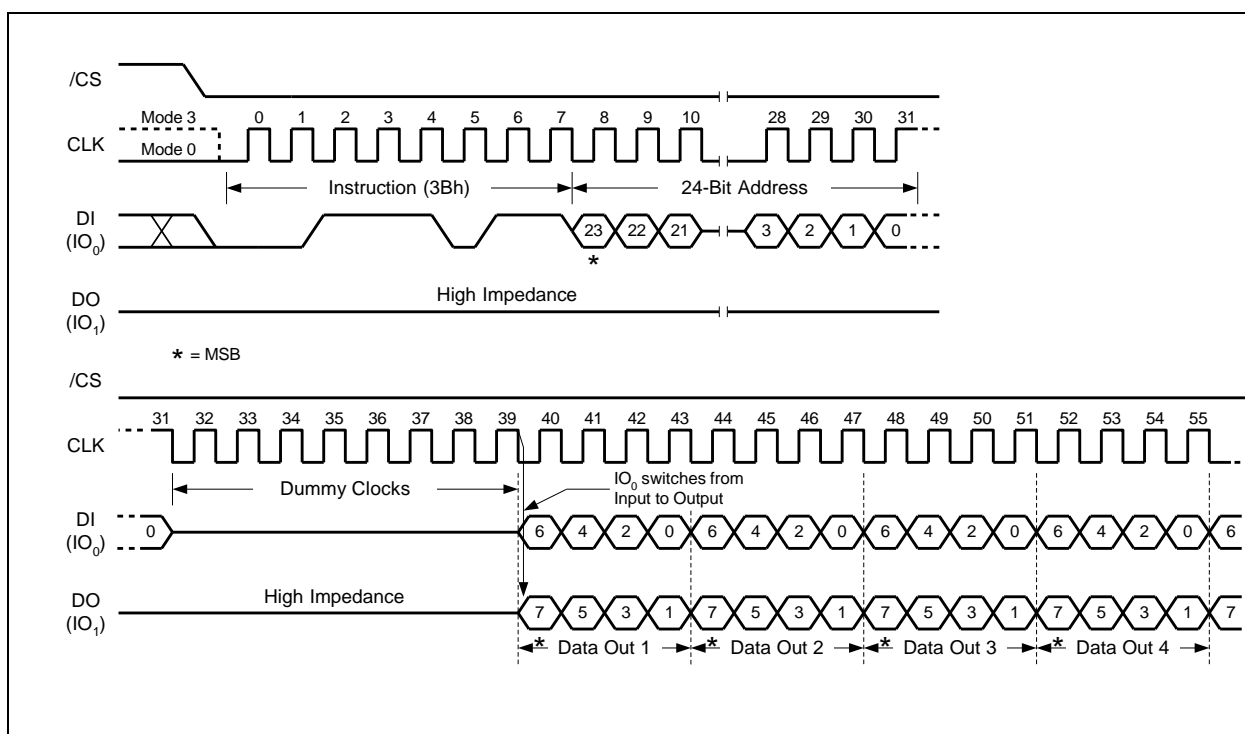 /CS
Mode 3
0 1 2 3 4 5 6 7 8 9 10 28 29 30 31
CLK
Mode 0
Instruction (3Bh)
24-Bit Address
DI
(IO0)
23 22 21 3 2 1 0
*
DO
(IO1)
High Impedance
* = MSB
/CS
31 32 33 34 35 36 37 38 39 40 41 42 43 44 45 46 47 48 49 50 51 52 53 54 55
CLK
Dummy Clocks
IO0 switches from
Input to Output
DI
(IO0)
0 6 4 2 0 6 4 2 0 6 4 2 0 6 4 2 0 6
DO
(IO1)
High Impedance
7 5 3 1 7 5 3 1 7 5 3 1 7 5 3 1 7
* Data Out 1 * Data Out 2 * Data Out 3 * Data Out 4